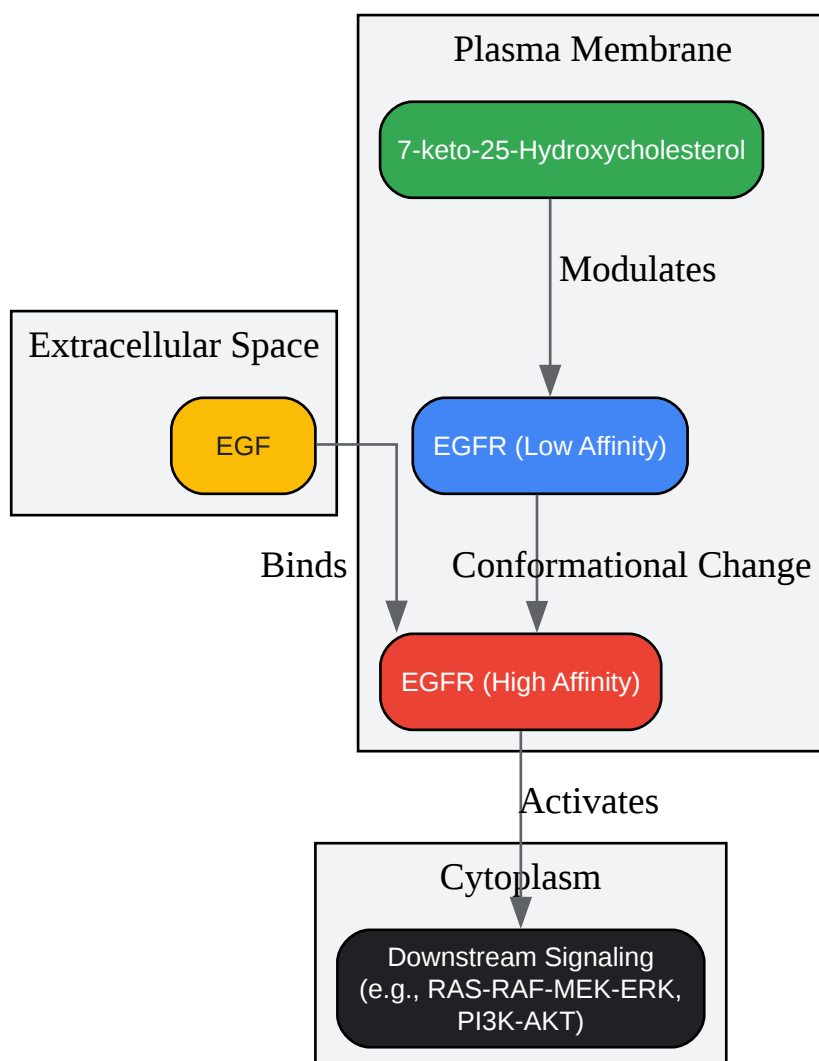 Plasma Membrane
7-keto-25-Hydroxycholesterol
Modulates
Extracellular Space
EGF
EGFR (Low Affinity)
Binds
Conformational Change
EGFR (High Affinity)
Activates
Cytoplasm
Downstream Signaling
(e.g., RAS-RAF-MEK-ERK,
PI3K-AKT)